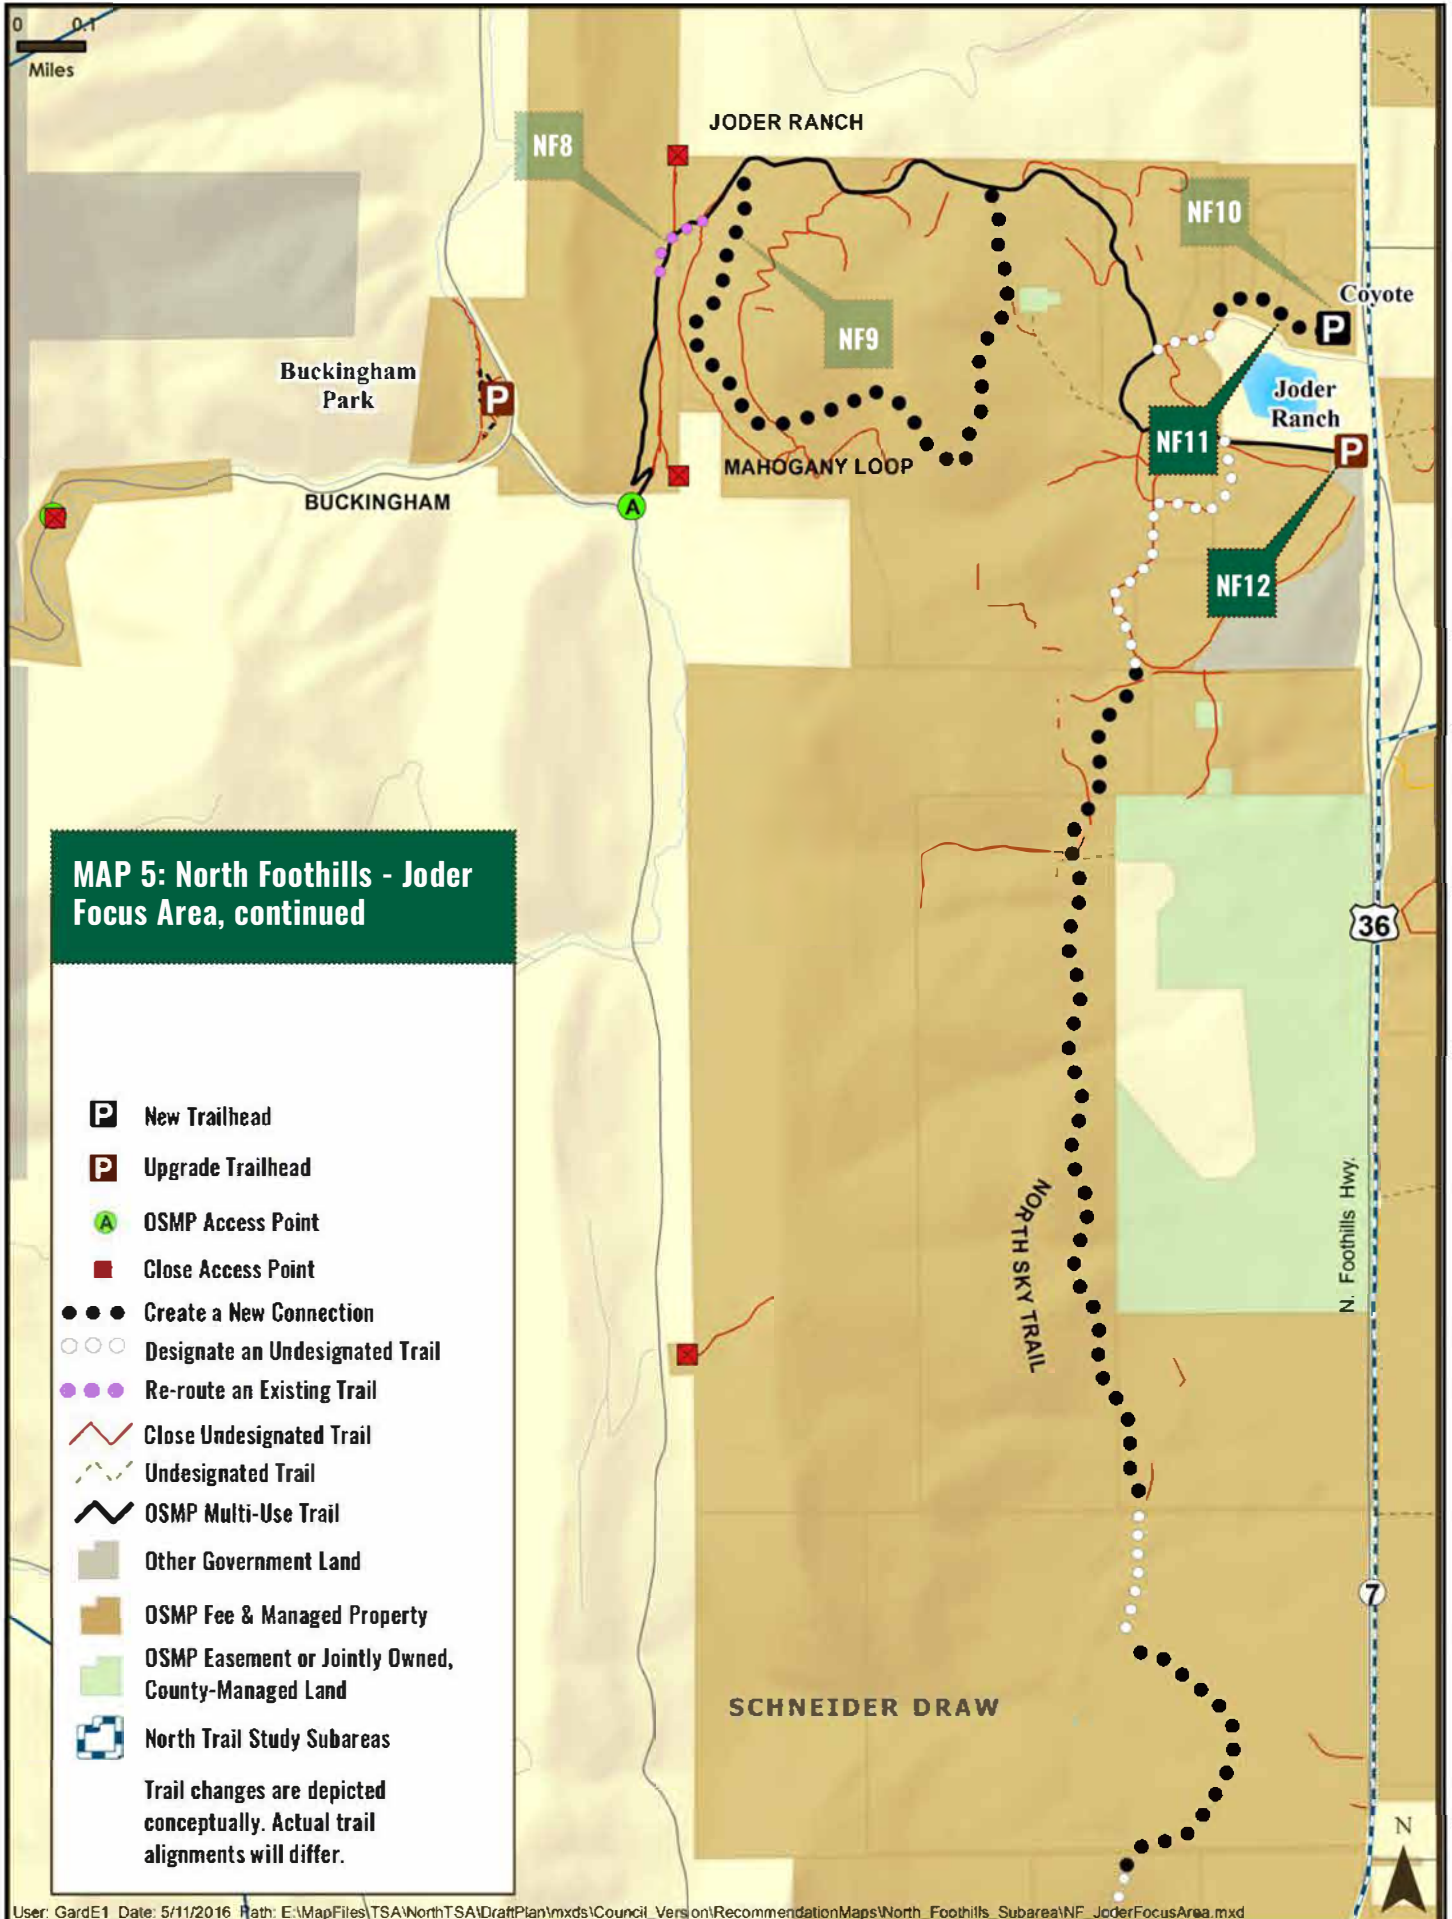 0 0.1
Miles
JODER RANCH
NF8
NF10
Coyote
P
NF9
Buckingham
Park
P
Joder
Ranch
NF11
P
MAHOGANY LOOP
BUCKINGHAM
A
NF12
MAP 5: North Foothills - Joder
Focus Area, continued
36
P New Trailhead
P Upgrade Trailhead
A OSMP Access Point
Close Access Point
Create a New Connection
Designate an Undesignated Trail
Re-route an Existing Trail
Close Undesignated Trail
Undesignated Trail
OSMP Multi-Use Trail
Other Government Land
OSMP Fee & Managed Property
OSMP Easement or Jointly Owned,
County-Managed Land
North Trail Study Subareas
Trail changes are depicted
conceptually. Actual trail
alignments will differ.
NORTH SKY TRAIL
N. Foothills Hwy.
7
SCHNEIDER DRAW
N
User: GardE1 Date: 5/11/2016 Path: E:\MapFiles\TSA\NorthTSA\DraftPlan\mxds\Council_Version\RecommendationMaps\North_Foothills_Subarea\NF_JoderFocusArea.mxd